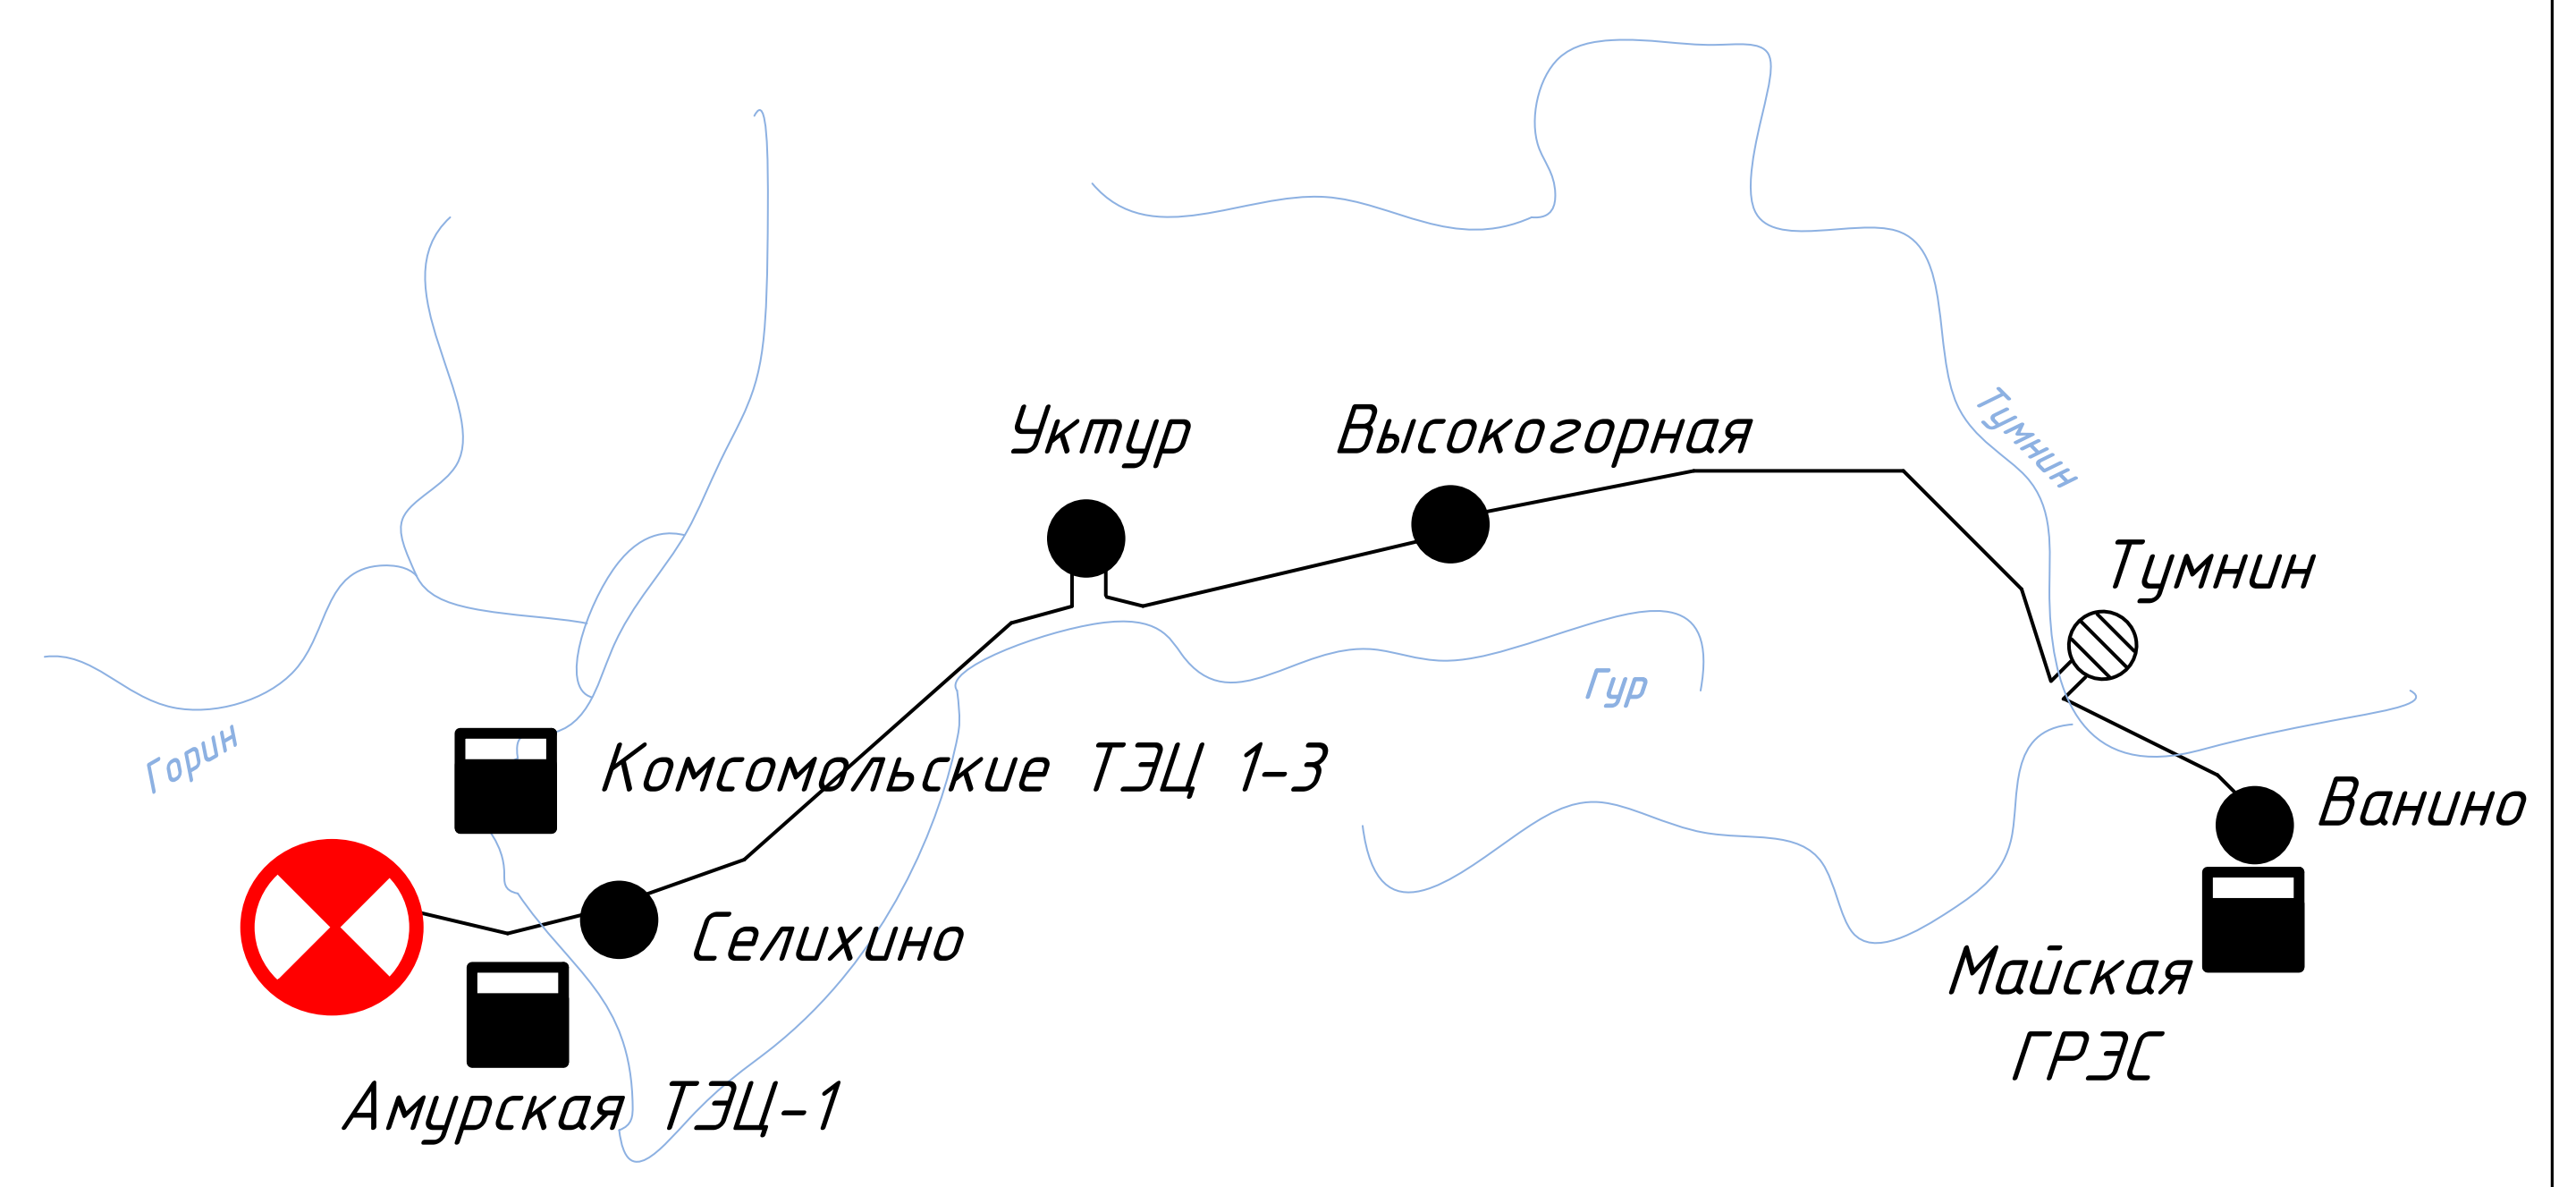 Уктур
Высокогорная
Тумнин
Тумнин
Гур
Горин
Комсомольские ТЭЦ 1-3
Ванино
Селихино
Майская
ГРЭС
Амурская ТЭЦ-1